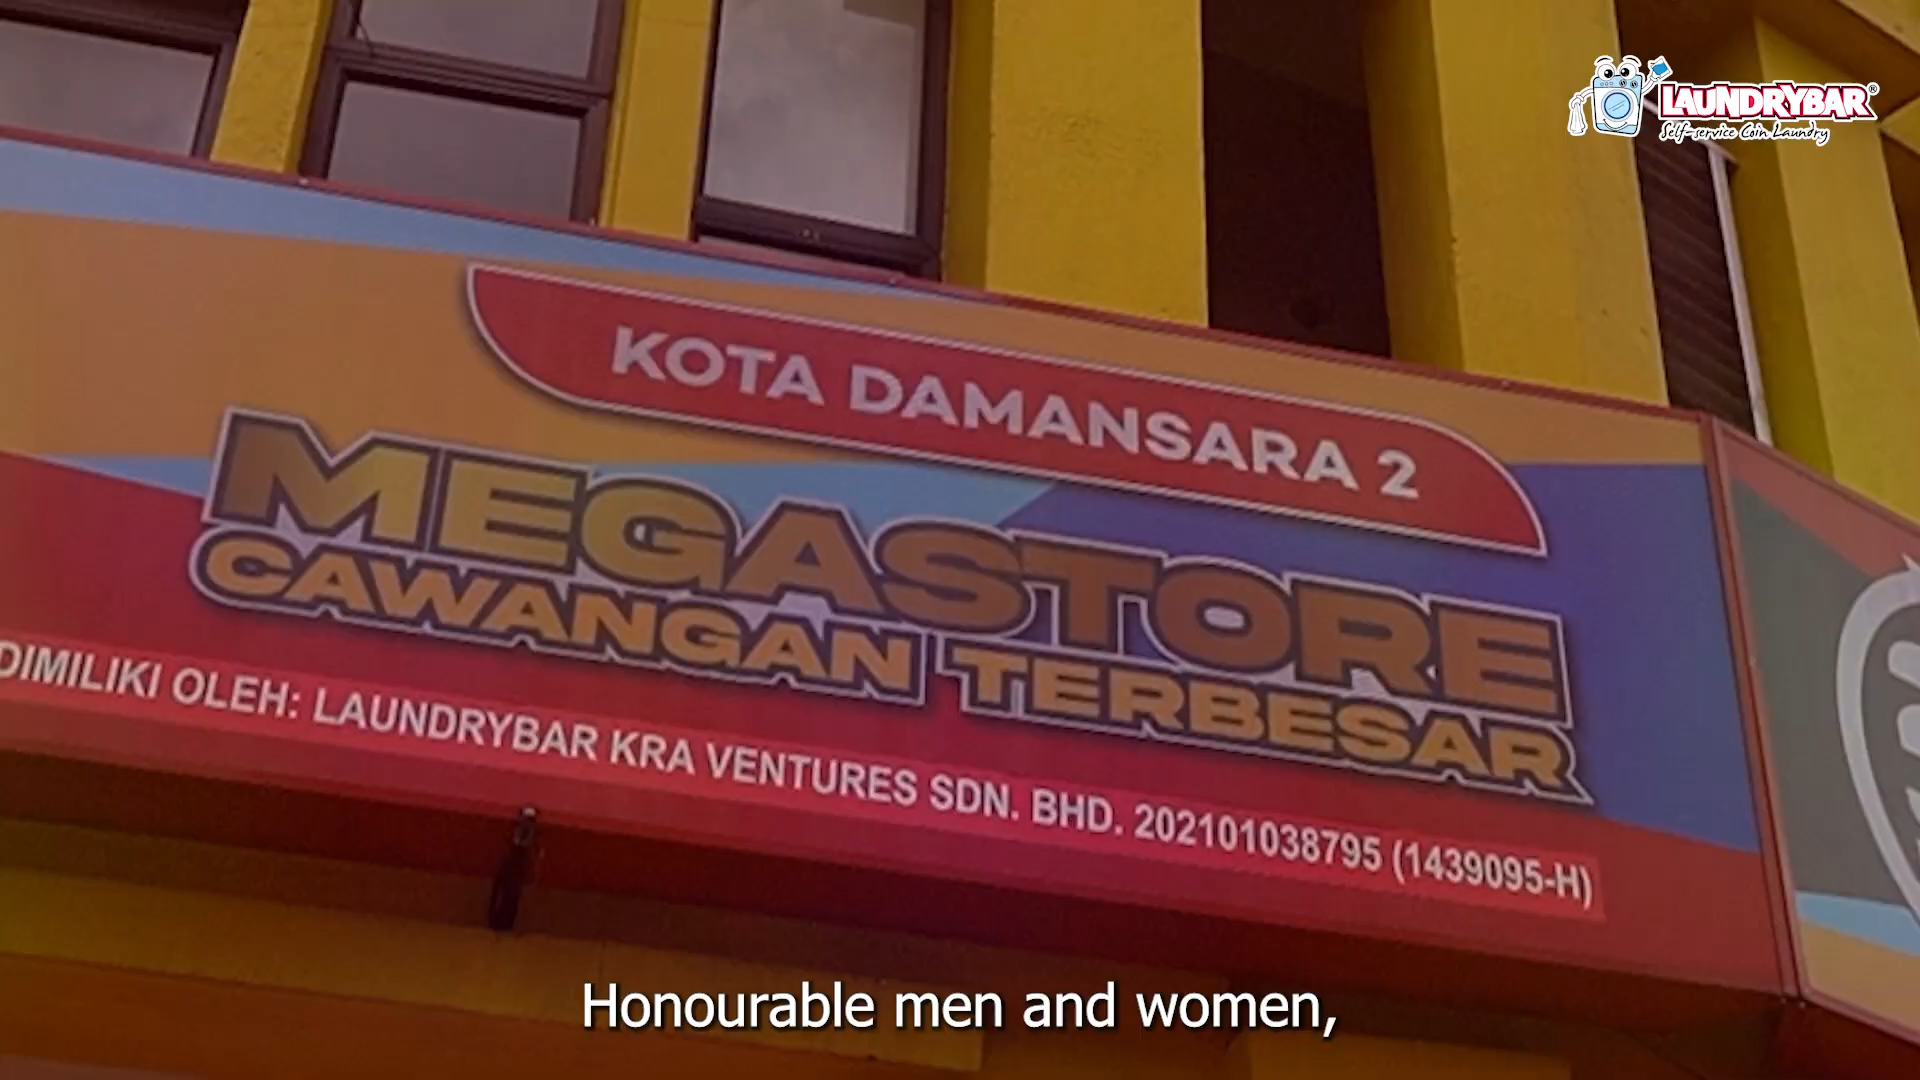 LAUNDRYBAR®
Self-service Coin Laundry
KOTA DAMANSARA 2
MEGASTORE
CAWANGAN TERBESAR
DIMILIKI OLEH: LAUNDRYBAR KRA VENTURES SDN. BHD. 202101038795 (1439095-H)
Honourable men and women,